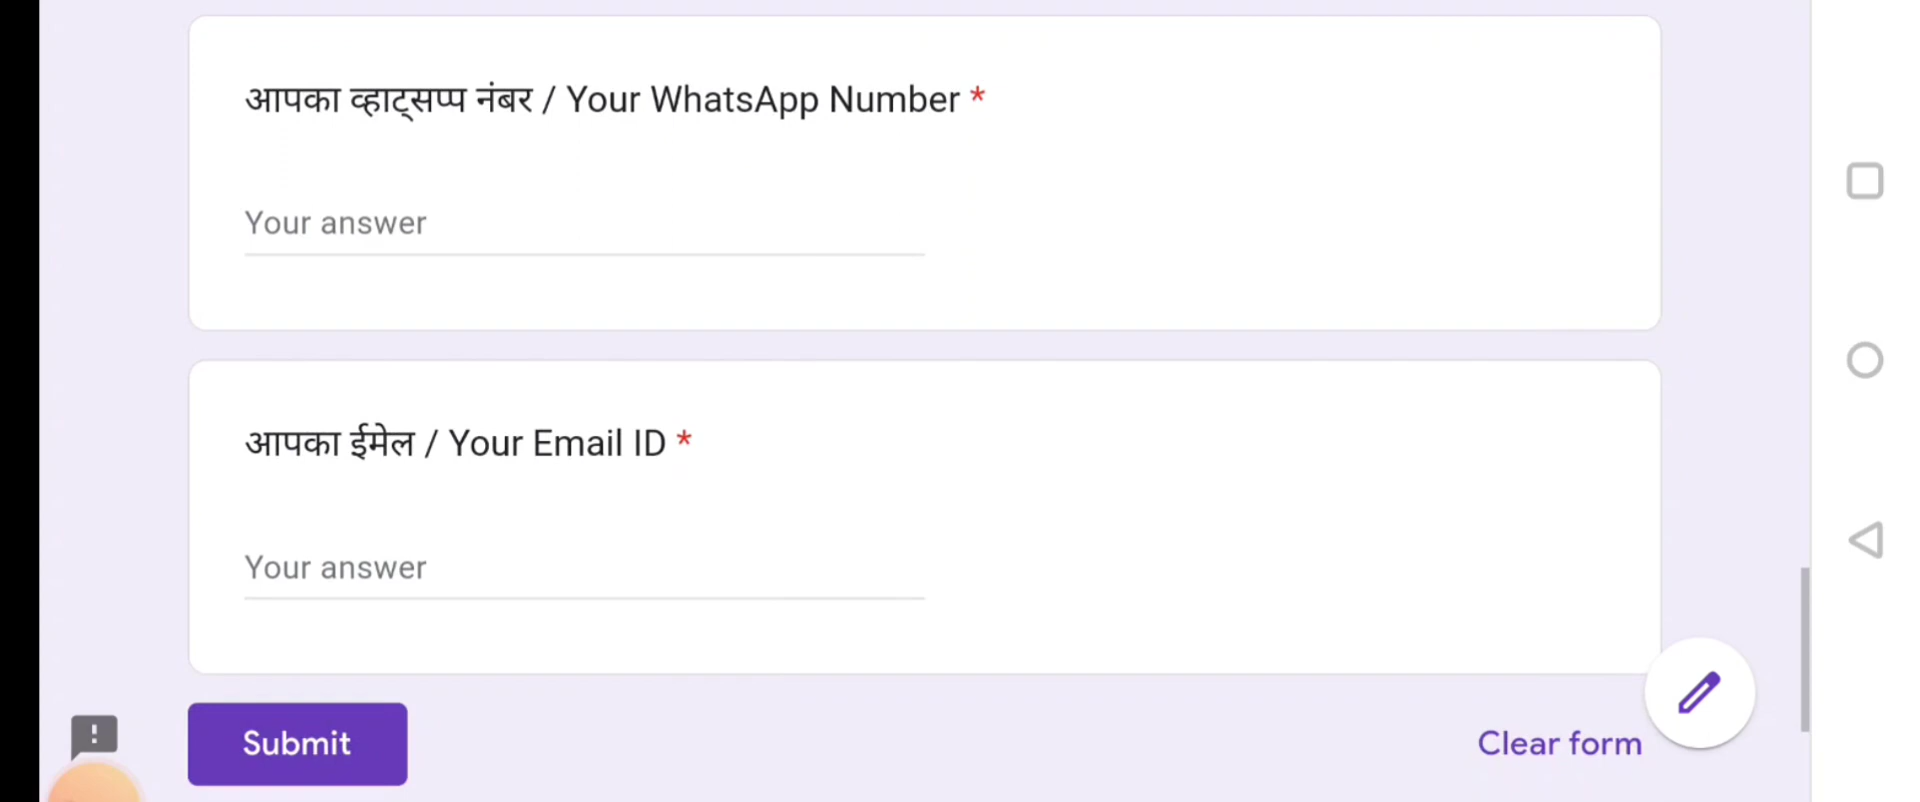 आपका व्हाट्सप्प नंबर / Your WhatsApp Number *
Your answer
आपका ईमेल / Your Email ID *
Your answer
Submit
Clear form